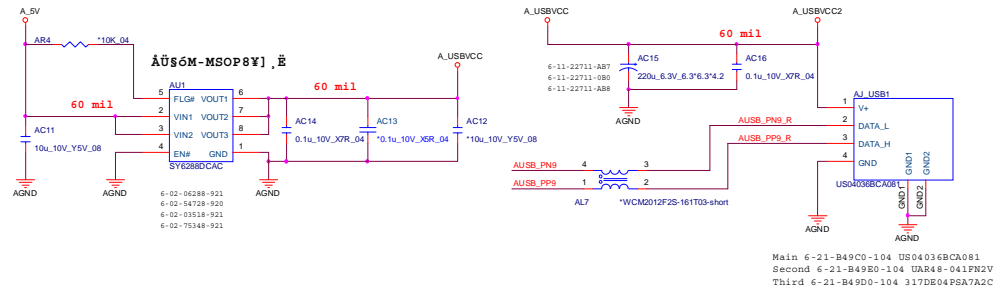 A_5V
AR4
*10K_04
ÅÜ§óM-MSOP8¥]¸Ë
60 mil
AC11
10u_10V_Y5V_08
AGND
AGND
AU1
5 FLG# VOUT1 6
2 VIN1 VOUT2 7
3 VIN2 VOUT3 8
4 EN# GND 1
SY6288DCAC
6-02-06288-921
6-02-54728-920
6-02-03518-921
6-02-75348-921
A_USBVCC
60 mil
AC14
0.1u_10V_X7R_04
AC13
*0.1u_10V_X5R_04
AC12
*10u_10V_Y5V_08
AGND
AGND
A_USBVCC
A_USBVCC2
60 mil
6-11-22711-AB7
6-11-22711-0B0
6-11-22711-AB8
AC15
220u_6.3V_6.3*6.3*4.2
AC16
0.1u_10V_X7R_04
AGND
AUSB_PN9
AUSB_PP9
4 3
1 2
AL7
*WCM2012F2S-161T03-short
AUSB_PN9_R
AUSB_PP9_R
AJ_USB1
1 V+
2 DATA_L
3 DATA_H
4 GND
GND1
GND2
US04036BCA081
GND1
GND2
AGND
AGND
Main 6-21-B49C0-104 US04036BCA081
Second 6-21-B49E0-104 UAR48-041FN2V
Third 6-21-B49D0-104 317DE04PSA7A2C